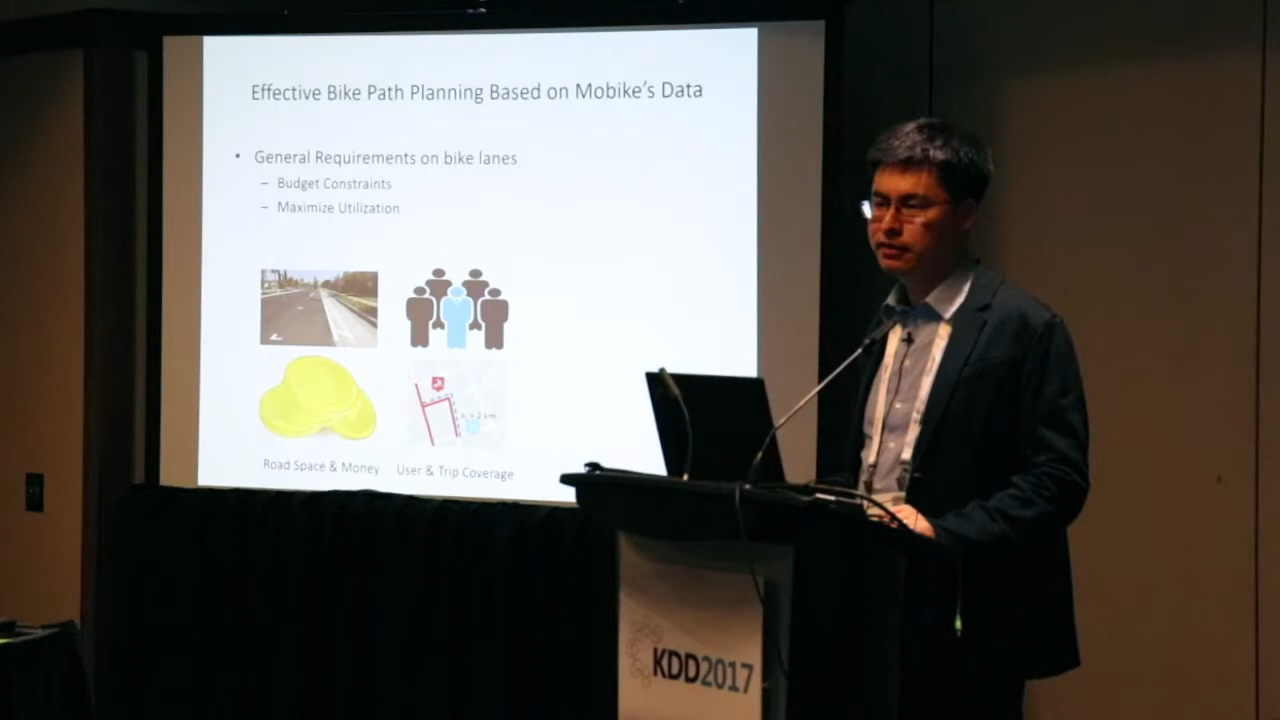 Effective Bike Path Planning Based on Mobike's Data
• General Requirements on bike lanes
– Budget Constraints
– Maximize Utilization
Road Space & Money
User & Trip Coverage
KDD2017